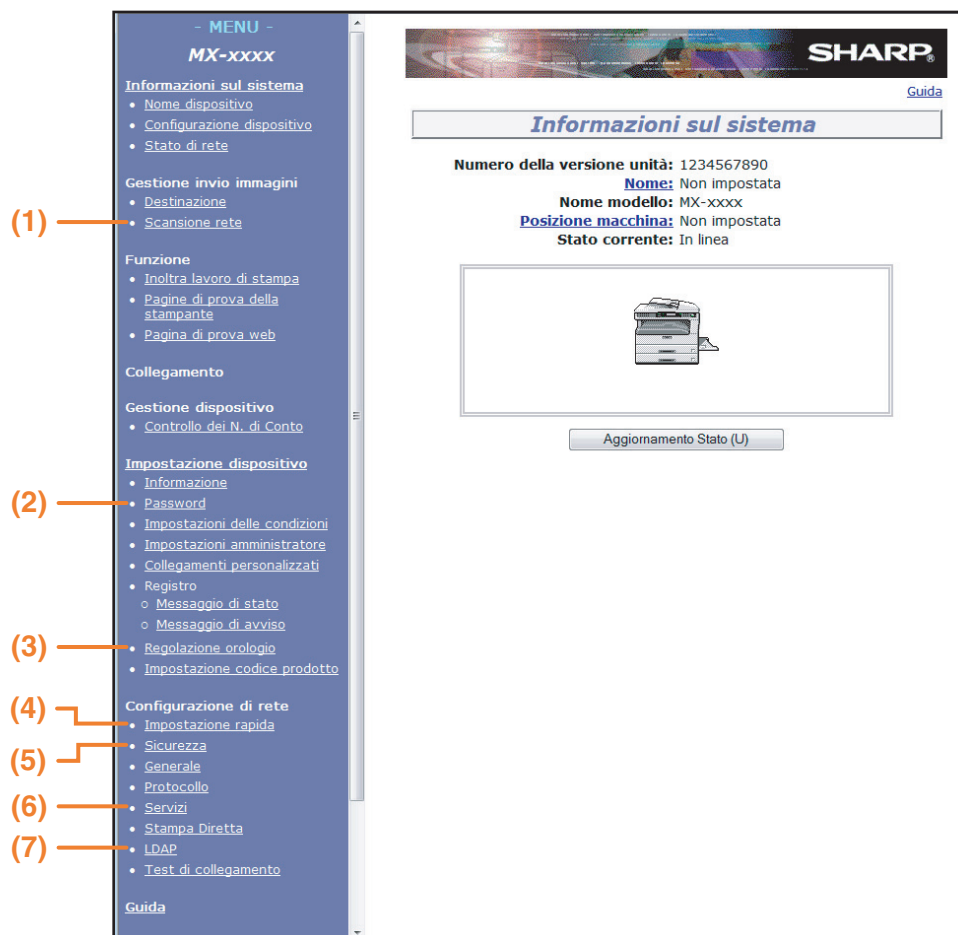 - MENU -
MX-xxxx
Informazioni sul sistema
• Nome dispositivo
• Configurazione dispositivo
• Stato di rete
Gestione invio immagini
• Destinazione
(1)
• Scansione rete
Funzione
• Inoltra lavoro di stampa
• Pagine di prova della
stampante
• Pagina di prova web
Collegamento
Gestione dispositivo
• Controllo dei N. di Conto
Impostazione dispositivo
• Informazione
(2)
• Password
• Impostazioni delle condizioni
• Impostazioni amministratore
• Collegamenti personalizzati
• Registro
○ Messaggio di stato
○ Messaggio di avviso
(3)
• Regolazione orologio
• Impostazione codice prodotto
Configurazione di rete
(4)
• Impostazione rapida
(5)
• Sicurezza
• Generale
• Protocollo
(6)
• Servizi
• Stampa Diretta
(7)
• LDAP
• Test di collegamento
Guida
SHARP®
Guida
Informazioni sul sistema
Numero della versione unità: 1234567890
Nome: Non impostata
Nome modello: MX-xxxx
Posizione macchina: Non impostata
Stato corrente: In linea
Aggiornamento Stato (U)